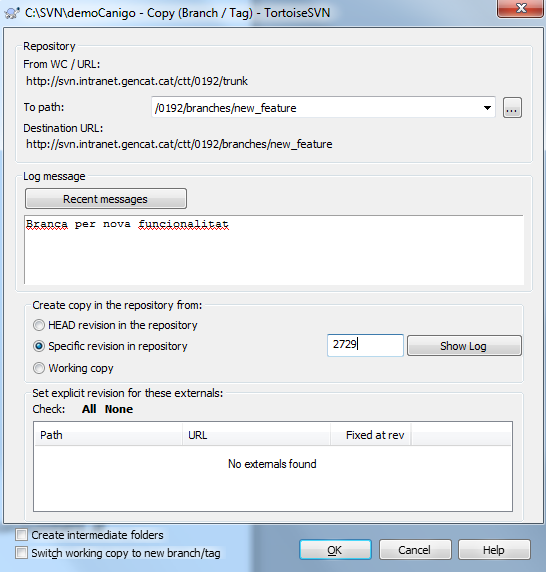 C:\SVN\demoCanigo - Copy (Branch / Tag) - TortoiseSVN
Repository
From WC / URL:
http://svn.intranet.gencat.cat/ctt/0192/trunk
To path:
/0192/branches/new_feature
...
Destination URL:
http://svn.intranet.gencat.cat/ctt/0192/branches/new_feature
Log message
Recent messages
Branca per nova funcionalitat
Create copy in the repository from:
HEAD revision in the repository
Specific revision in repository
2729
Show Log
Working copy
Set explicit revision for these externals:
Check: All None
Path URL Fixed at rev
No externals found
Create intermediate folders
Switch working copy to new branch/tag
OK Cancel Help